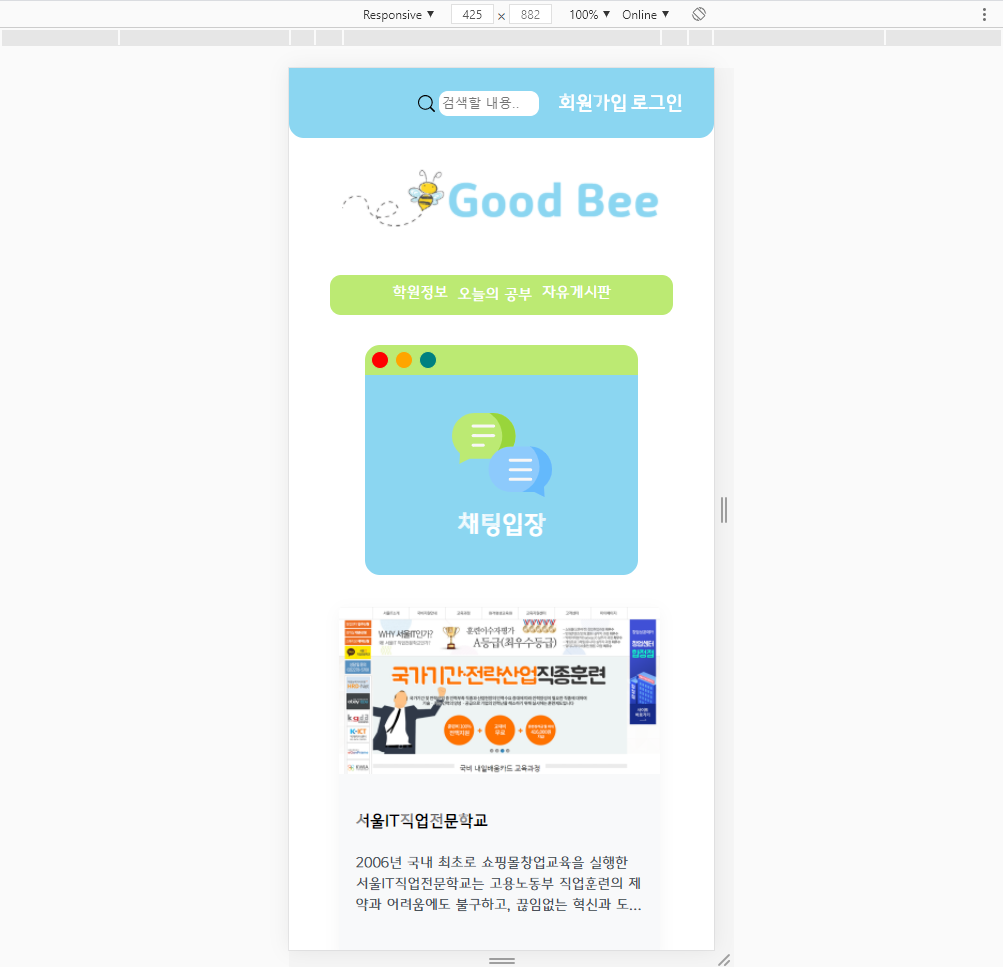 Responsive ▼ 425 × 882 100% ▼ Online ▼
검색할 내용.. 회원가입 로그인
Good Bee
학원정보 오늘의 공부 자유게시판
채팅입장
WHY 서울IT인가?
훈련이수자평가
A등급(최우수등급)
국가기간·전략산업직종훈련
국비 내일배움카드 교육과정
서울IT직업전문학교
2006년 국내 최초로 쇼핑몰창업교육을 실행한
서울IT직업전문학교는 고용노동부 직업훈련의 제
약과 어려움에도 불구하고, 끊임없는 혁신과 도...